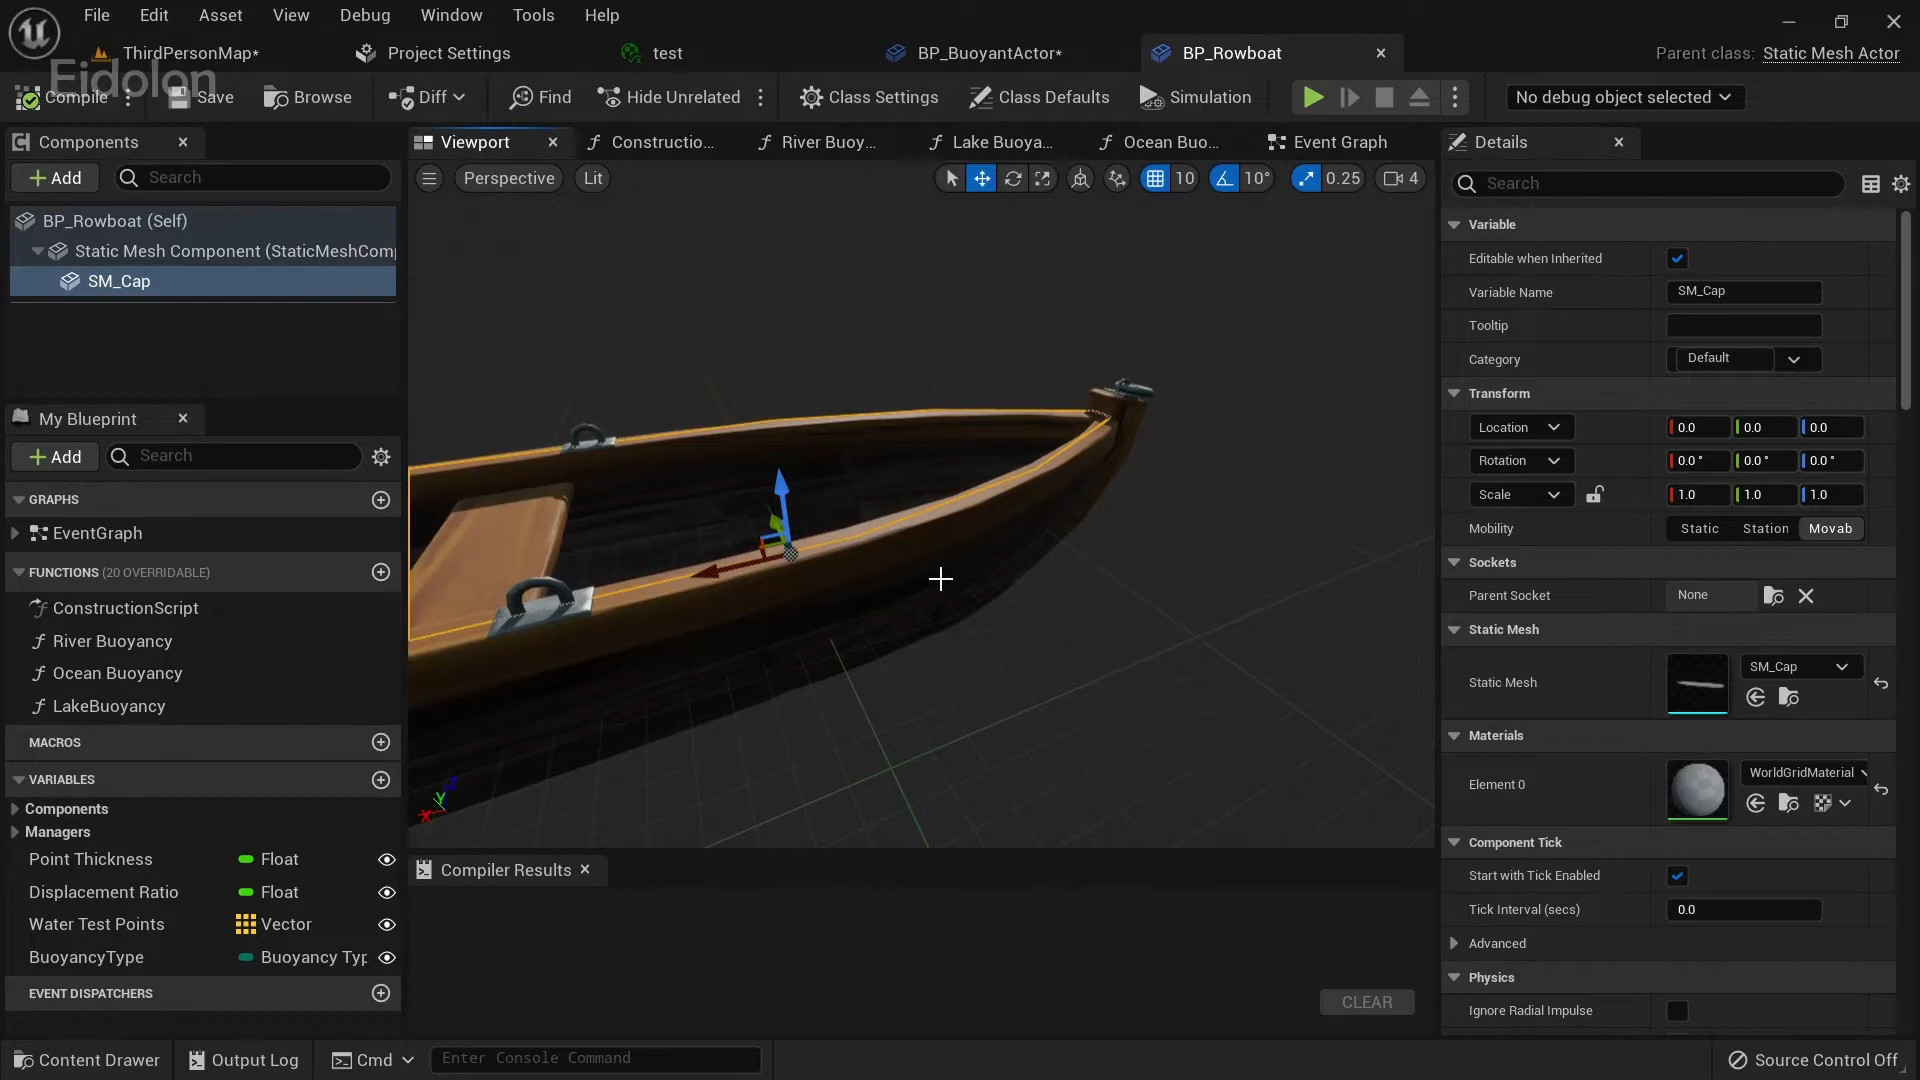 File Edit Asset View Debug Window Tools Help
ThirdPersonMap* Project Settings test BP_BuoyantActor* BP_Rowboat Parent class: Static Mesh Actor
Eidolon
Compile Save Browse Diff Find Hide Unrelated Class Settings Class Defaults Simulation No debug object selected
Components Viewport Constructio... River Buoy... Lake Buoya... Ocean Buo... Event Graph Details
Add Search Perspective Lit 10 10° 0.25 4 Search
BP_Rowboat (Self)
Static Mesh Component (StaticMeshComp
SM_Cap
My Blueprint
Add Search
GRAPHS
EventGraph
FUNCTIONS (20 OVERRIDABLE)
ConstructionScript
River Buoyancy
Ocean Buoyancy
LakeBuoyancy
MACROS
VARIABLES
Components
Managers
Point Thickness Float
Displacement Ratio Float
Water Test Points Vector
BuoyancyType Buoyancy Typ
EVENT DISPATCHERS
X Y Z
Compiler Results
CLEAR
Variable
Editable when Inherited
Variable Name SM_Cap
Tooltip
Category Default
Transform
Location 0.0 0.0 0.0
Rotation 0.0° 0.0° 0.0°
Scale 1.0 1.0 1.0
Mobility Static Station Movab
Sockets
Parent Socket None
Static Mesh
Static Mesh SM_Cap
Materials
Element 0 WorldGridMaterial
Component Tick
Start with Tick Enabled
Tick Interval (secs) 0.0
Advanced
Physics
Ignore Radial Impulse
Content Drawer Output Log Cmd Enter Console Command Source Control Off